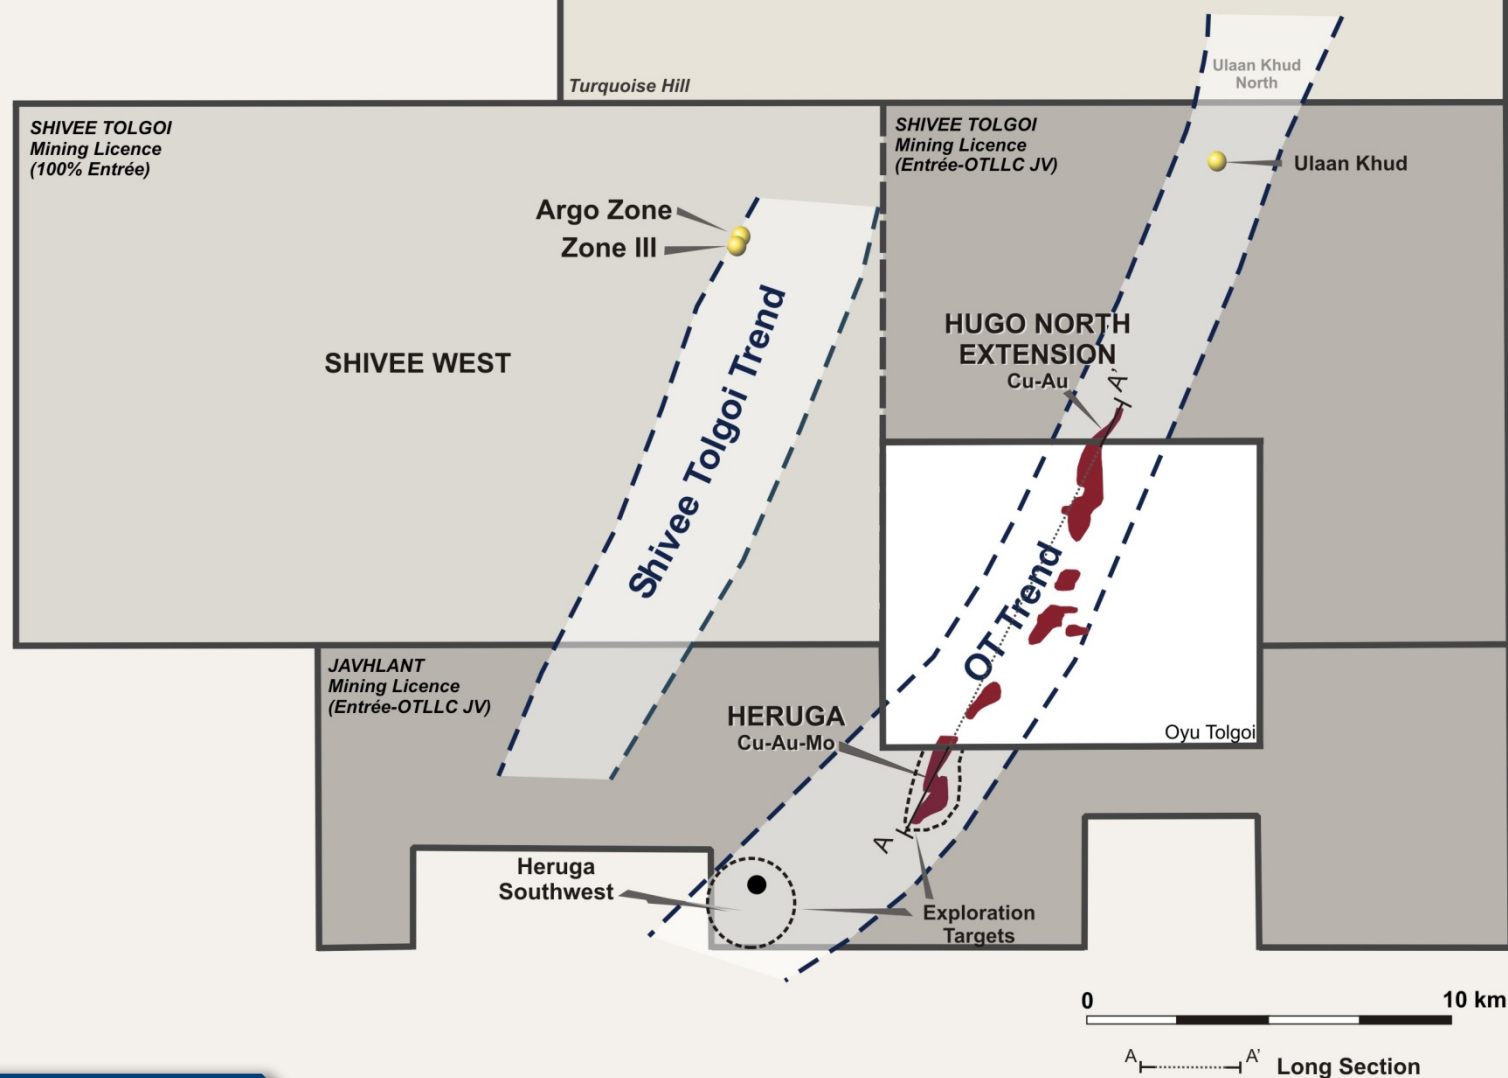 Turquoise Hill
Ulaan Khud
North
SHIVEE TOLGOI
Mining Licence
(100% Entrée)
SHIVEE TOLGOI
Mining Licence
(Entrée-OTLLC JV)
Ulaan Khud
Argo Zone
Zone III
SHIVEE WEST
Shivee Tolgoi Trend
HUGO NORTH
EXTENSION
Cu-Au
A'
OT Trend
Oyu Tolgoi
JAVHLANT
Mining Licence
(Entrée-OTLLC JV)
HERUGA
Cu-Au-Mo
A
Heruga
Southwest
Exploration
Targets
0 10 km
A A' Long Section